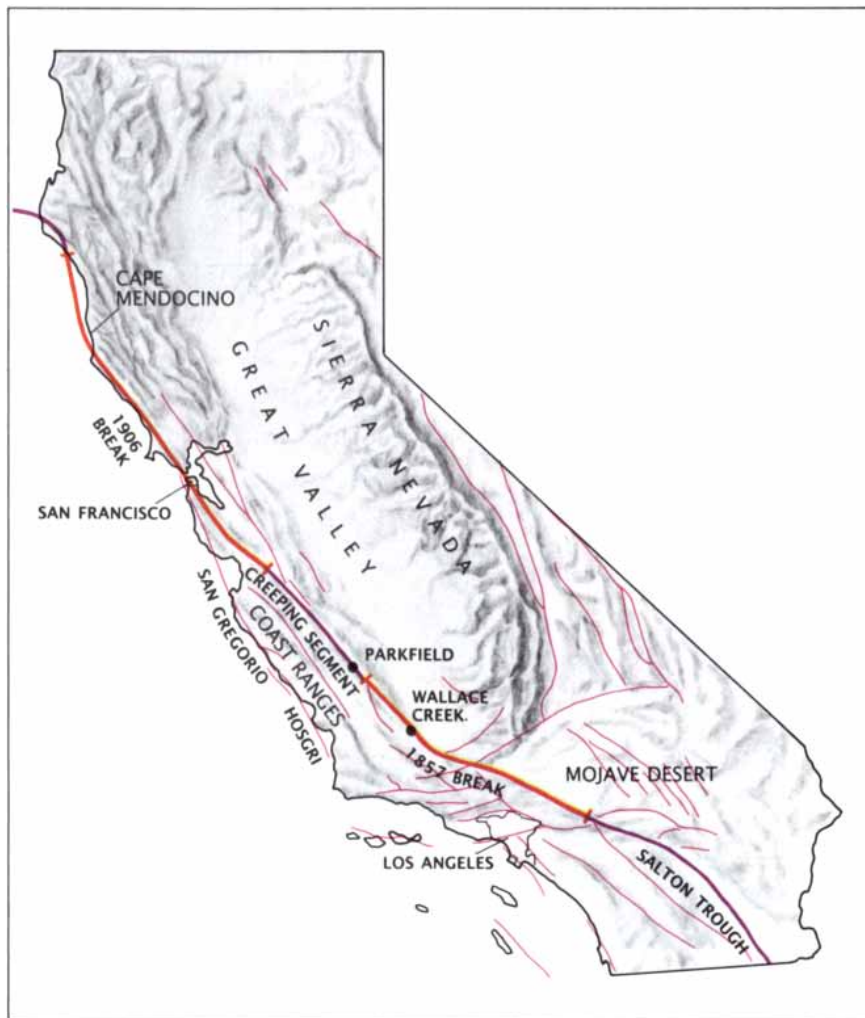 CAPE
MENDOCINO
SIERRA NEVADA
GREAT VALLEY
1906
BREAK
SAN FRANCISCO
CREEPING SEGMENT
COAST RANGES
SAN GREGORIO
HOSGRI
PARKFIELD
WALLACE
CREEK.
1857 BREAK
MOJAVE DESERT
LOS ANGELES
SALTON TROUGH